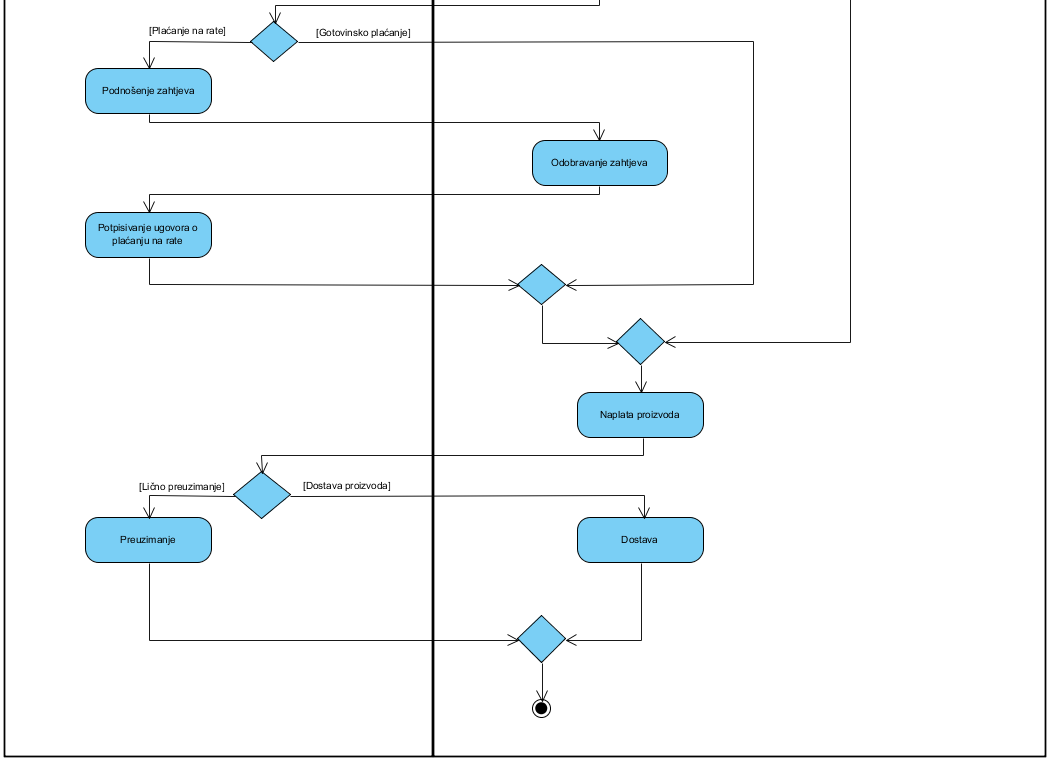 [Plaćanje na rate]
[Gotovinsko plaćanje]
Podnošenje zahtjeva
Odobravanje zahtjeva
Potpisivanje ugovora o
plaćanju na rate
Naplata proizvoda
[Lično preuzimanje]
[Dostava proizvoda]
Preuzimanje
Dostava